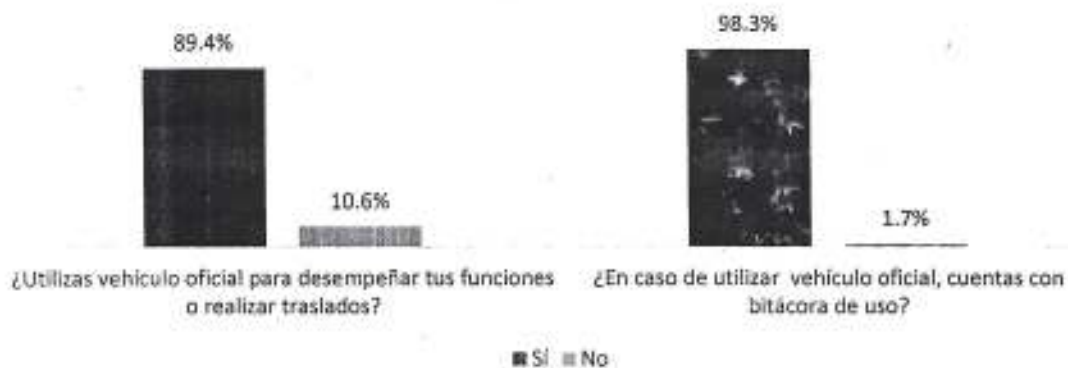 89.4%
98.3%
10.6%
1.7%
¿Utilizas vehículo oficial para desempeñar tus funciones
o realizar traslados?
¿En caso de utilizar vehículo oficial, cuentas con
bitácora de uso?
Sí No